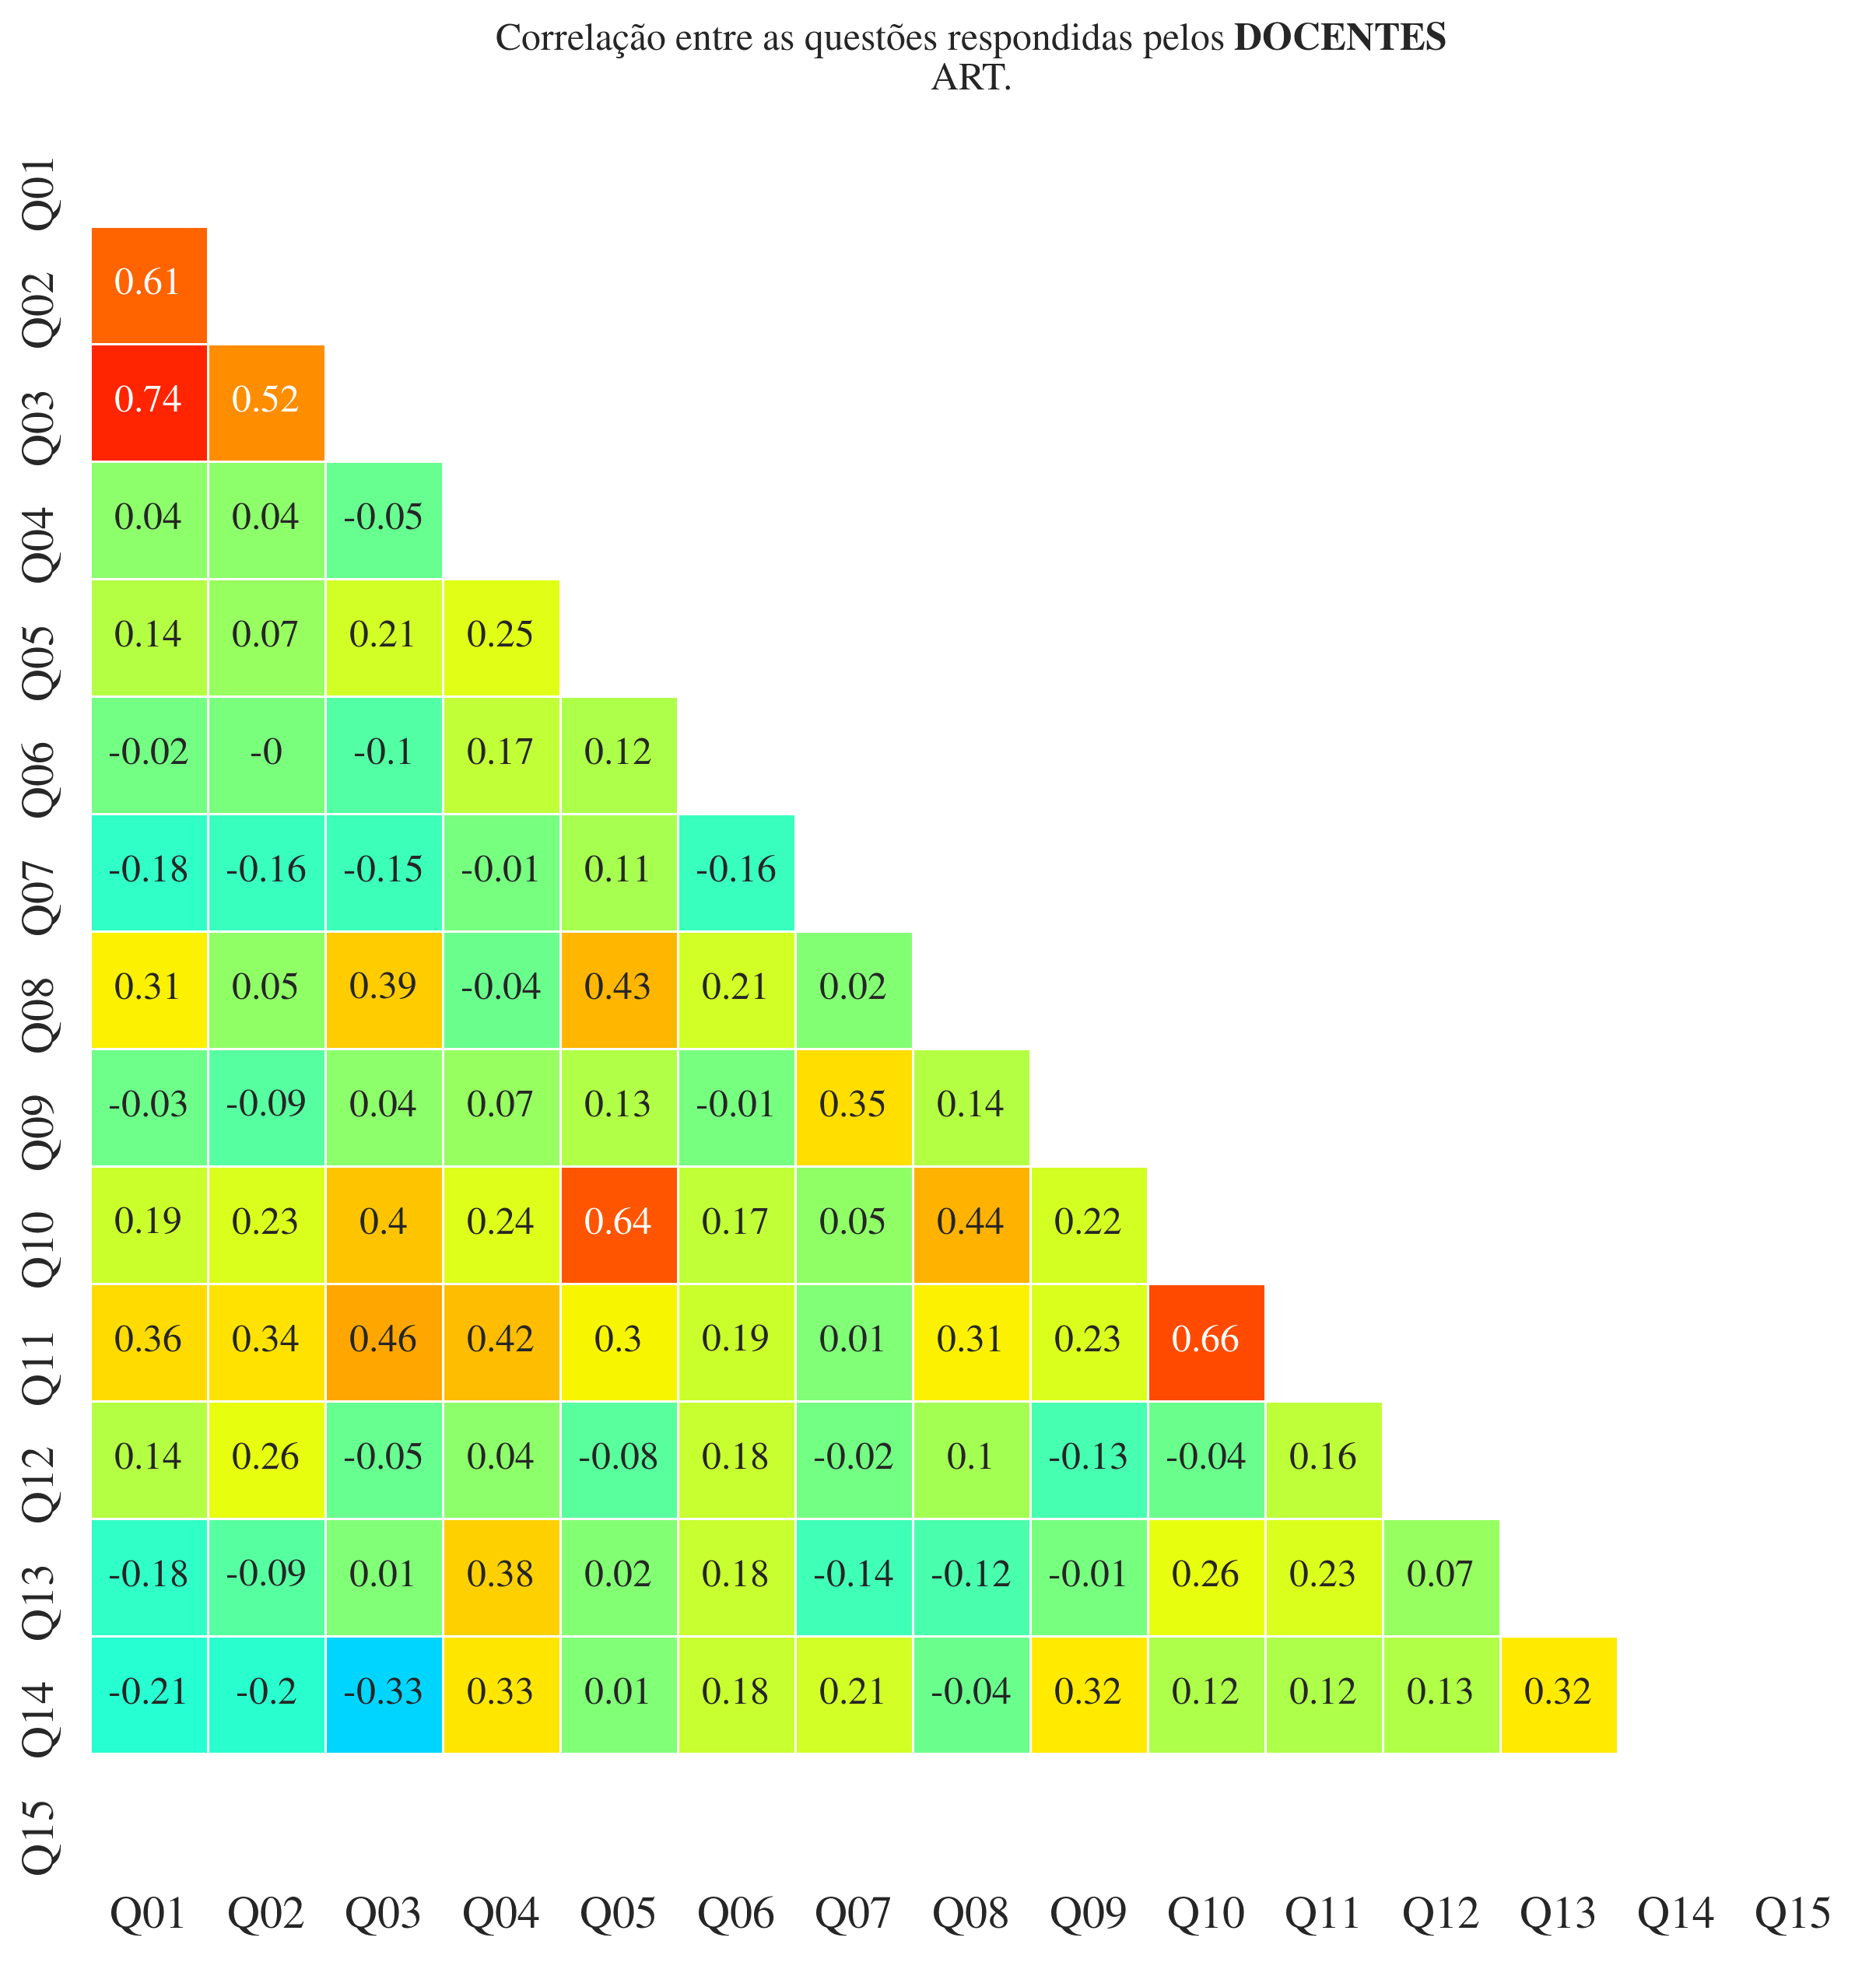 Correlação entre as questões respondidas pelos DOCENTES
ART.
Q01
Q02 0.61
Q03 0.74 0.52
Q04 0.04 0.04 -0.05
Q05 0.14 0.07 0.21 0.25
Q06 -0.02 -0 -0.1 0.17 0.12
Q07 -0.18 -0.16 -0.15 -0.01 0.11 -0.16
Q08 0.31 0.05 0.39 -0.04 0.43 0.21 0.02
Q09 -0.03 -0.09 0.04 0.07 0.13 -0.01 0.35 0.14
Q10 0.19 0.23 0.4 0.24 0.64 0.17 0.05 0.44 0.22
Q11 0.36 0.34 0.46 0.42 0.3 0.19 0.01 0.31 0.23 0.66
Q12 0.14 0.26 -0.05 0.04 -0.08 0.18 -0.02 0.1 -0.13 -0.04 0.16
Q13 -0.18 -0.09 0.01 0.38 0.02 0.18 -0.14 -0.12 -0.01 0.26 0.23 0.07
Q14 -0.21 -0.2 -0.33 0.33 0.01 0.18 0.21 -0.04 0.32 0.12 0.12 0.13 0.32
Q15
Q01 Q02 Q03 Q04 Q05 Q06 Q07 Q08 Q09 Q10 Q11 Q12 Q13 Q14 Q15